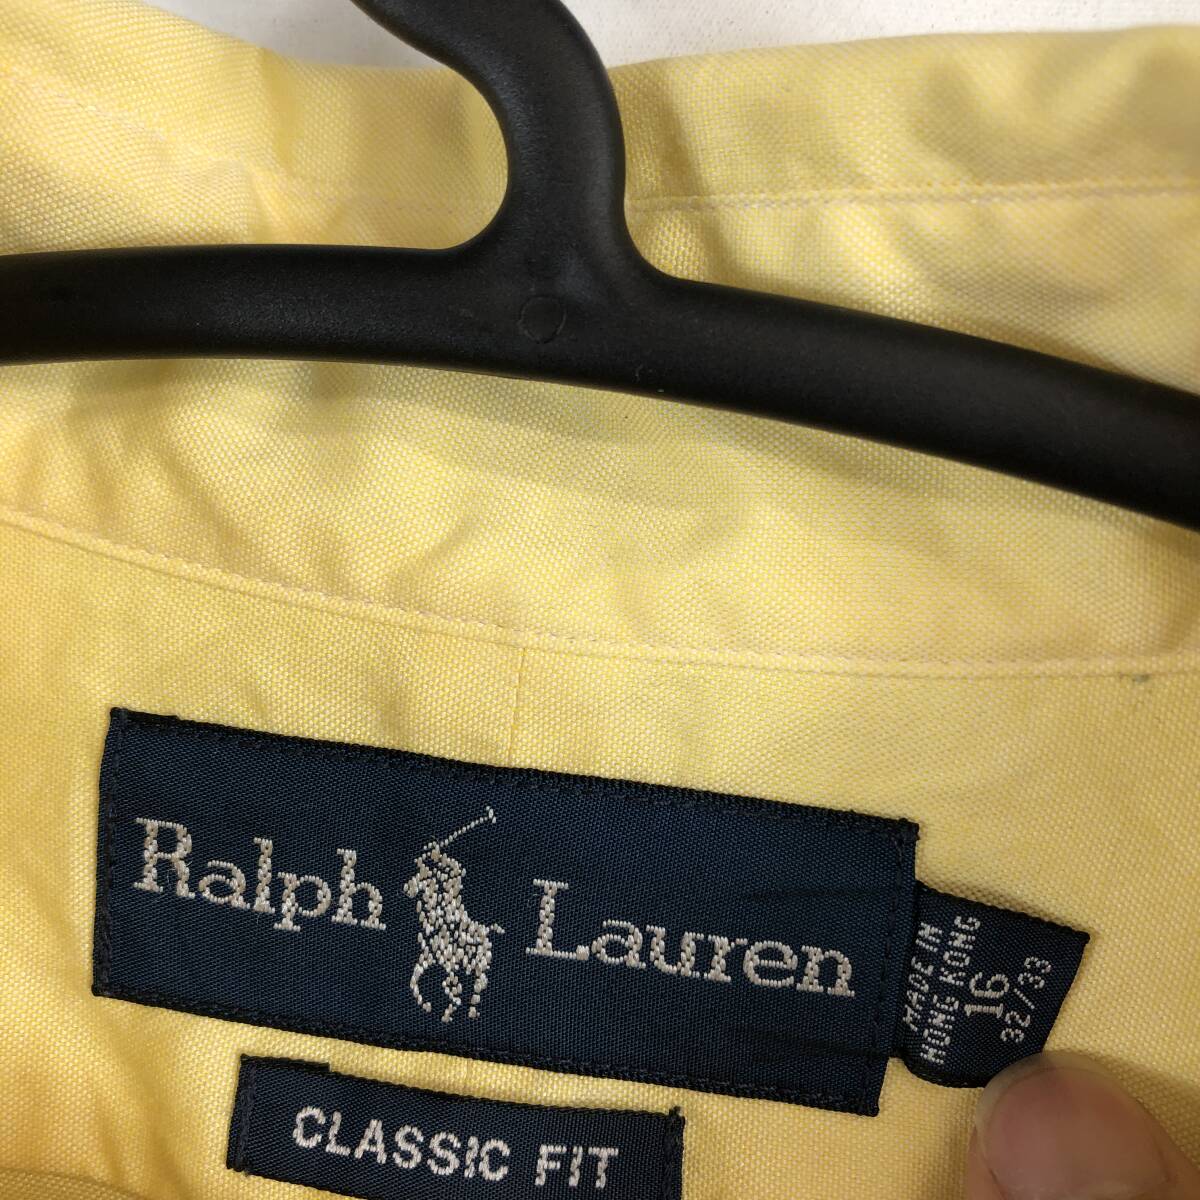 Ralph Lauren
MADE IN
HONG KONG
16
32/33
CLASSIC FIT